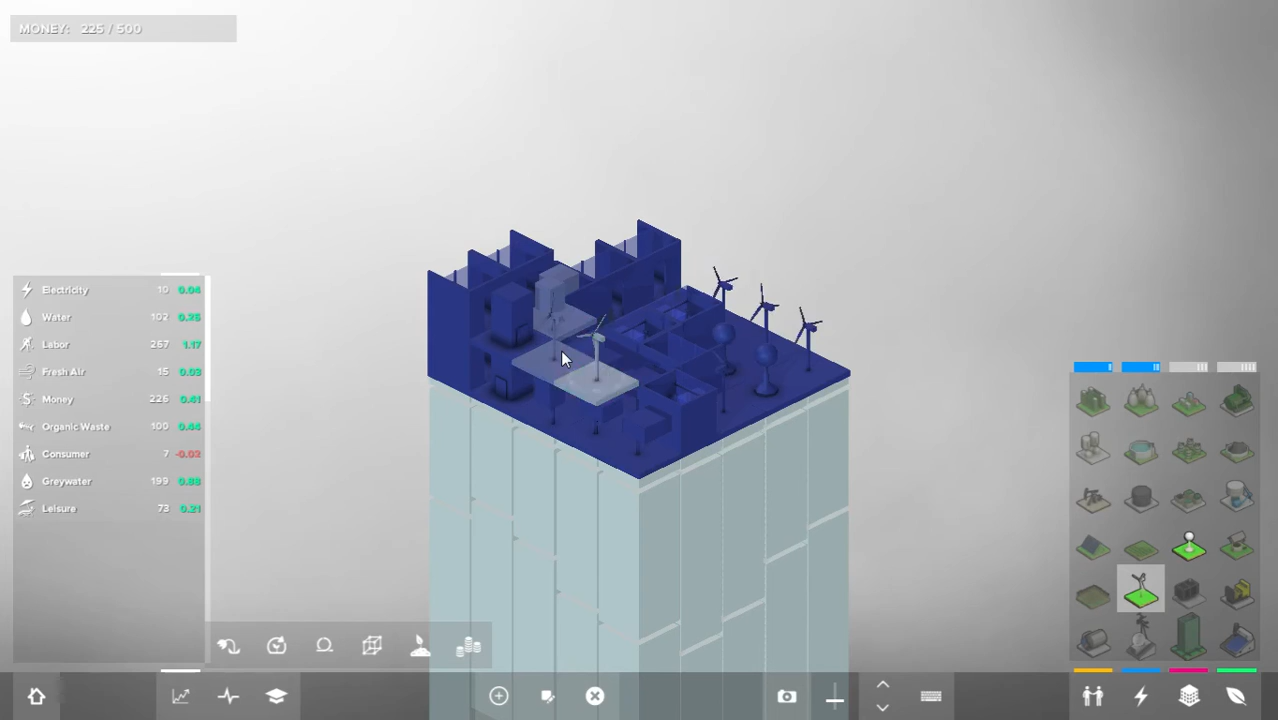 MONEY: 225 / 500
Electricity 10 0.04
Water 102 0.25
Labor 257 1.17
Fresh Air 15 0.03
Money 226 0.41
Organic Waste 100 0.44
Consumer 7 -0.02
Greywater 199 0.88
Leisure 73 0.21